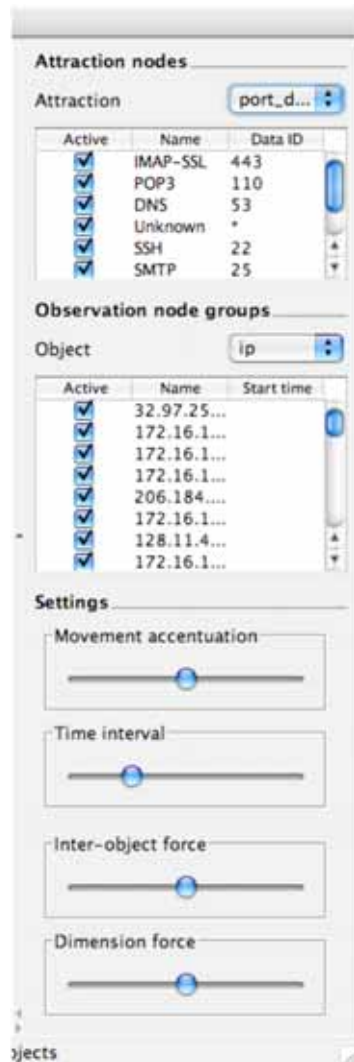 Attraction nodes
Attraction port_d...
Active Name Data ID
IMAP-SSL 443
POP3 110
DNS 53
Unknown *
SSH 22
SMTP 25
Observation node groups
Object ip
Active Name Start time
32.97.25...
172.16.1...
172.16.1...
172.16.1...
206.184....
172.16.1...
128.11.4...
172.16.1...
Settings
Movement accentuation
Time interval
Inter-object force
Dimension force
ojects